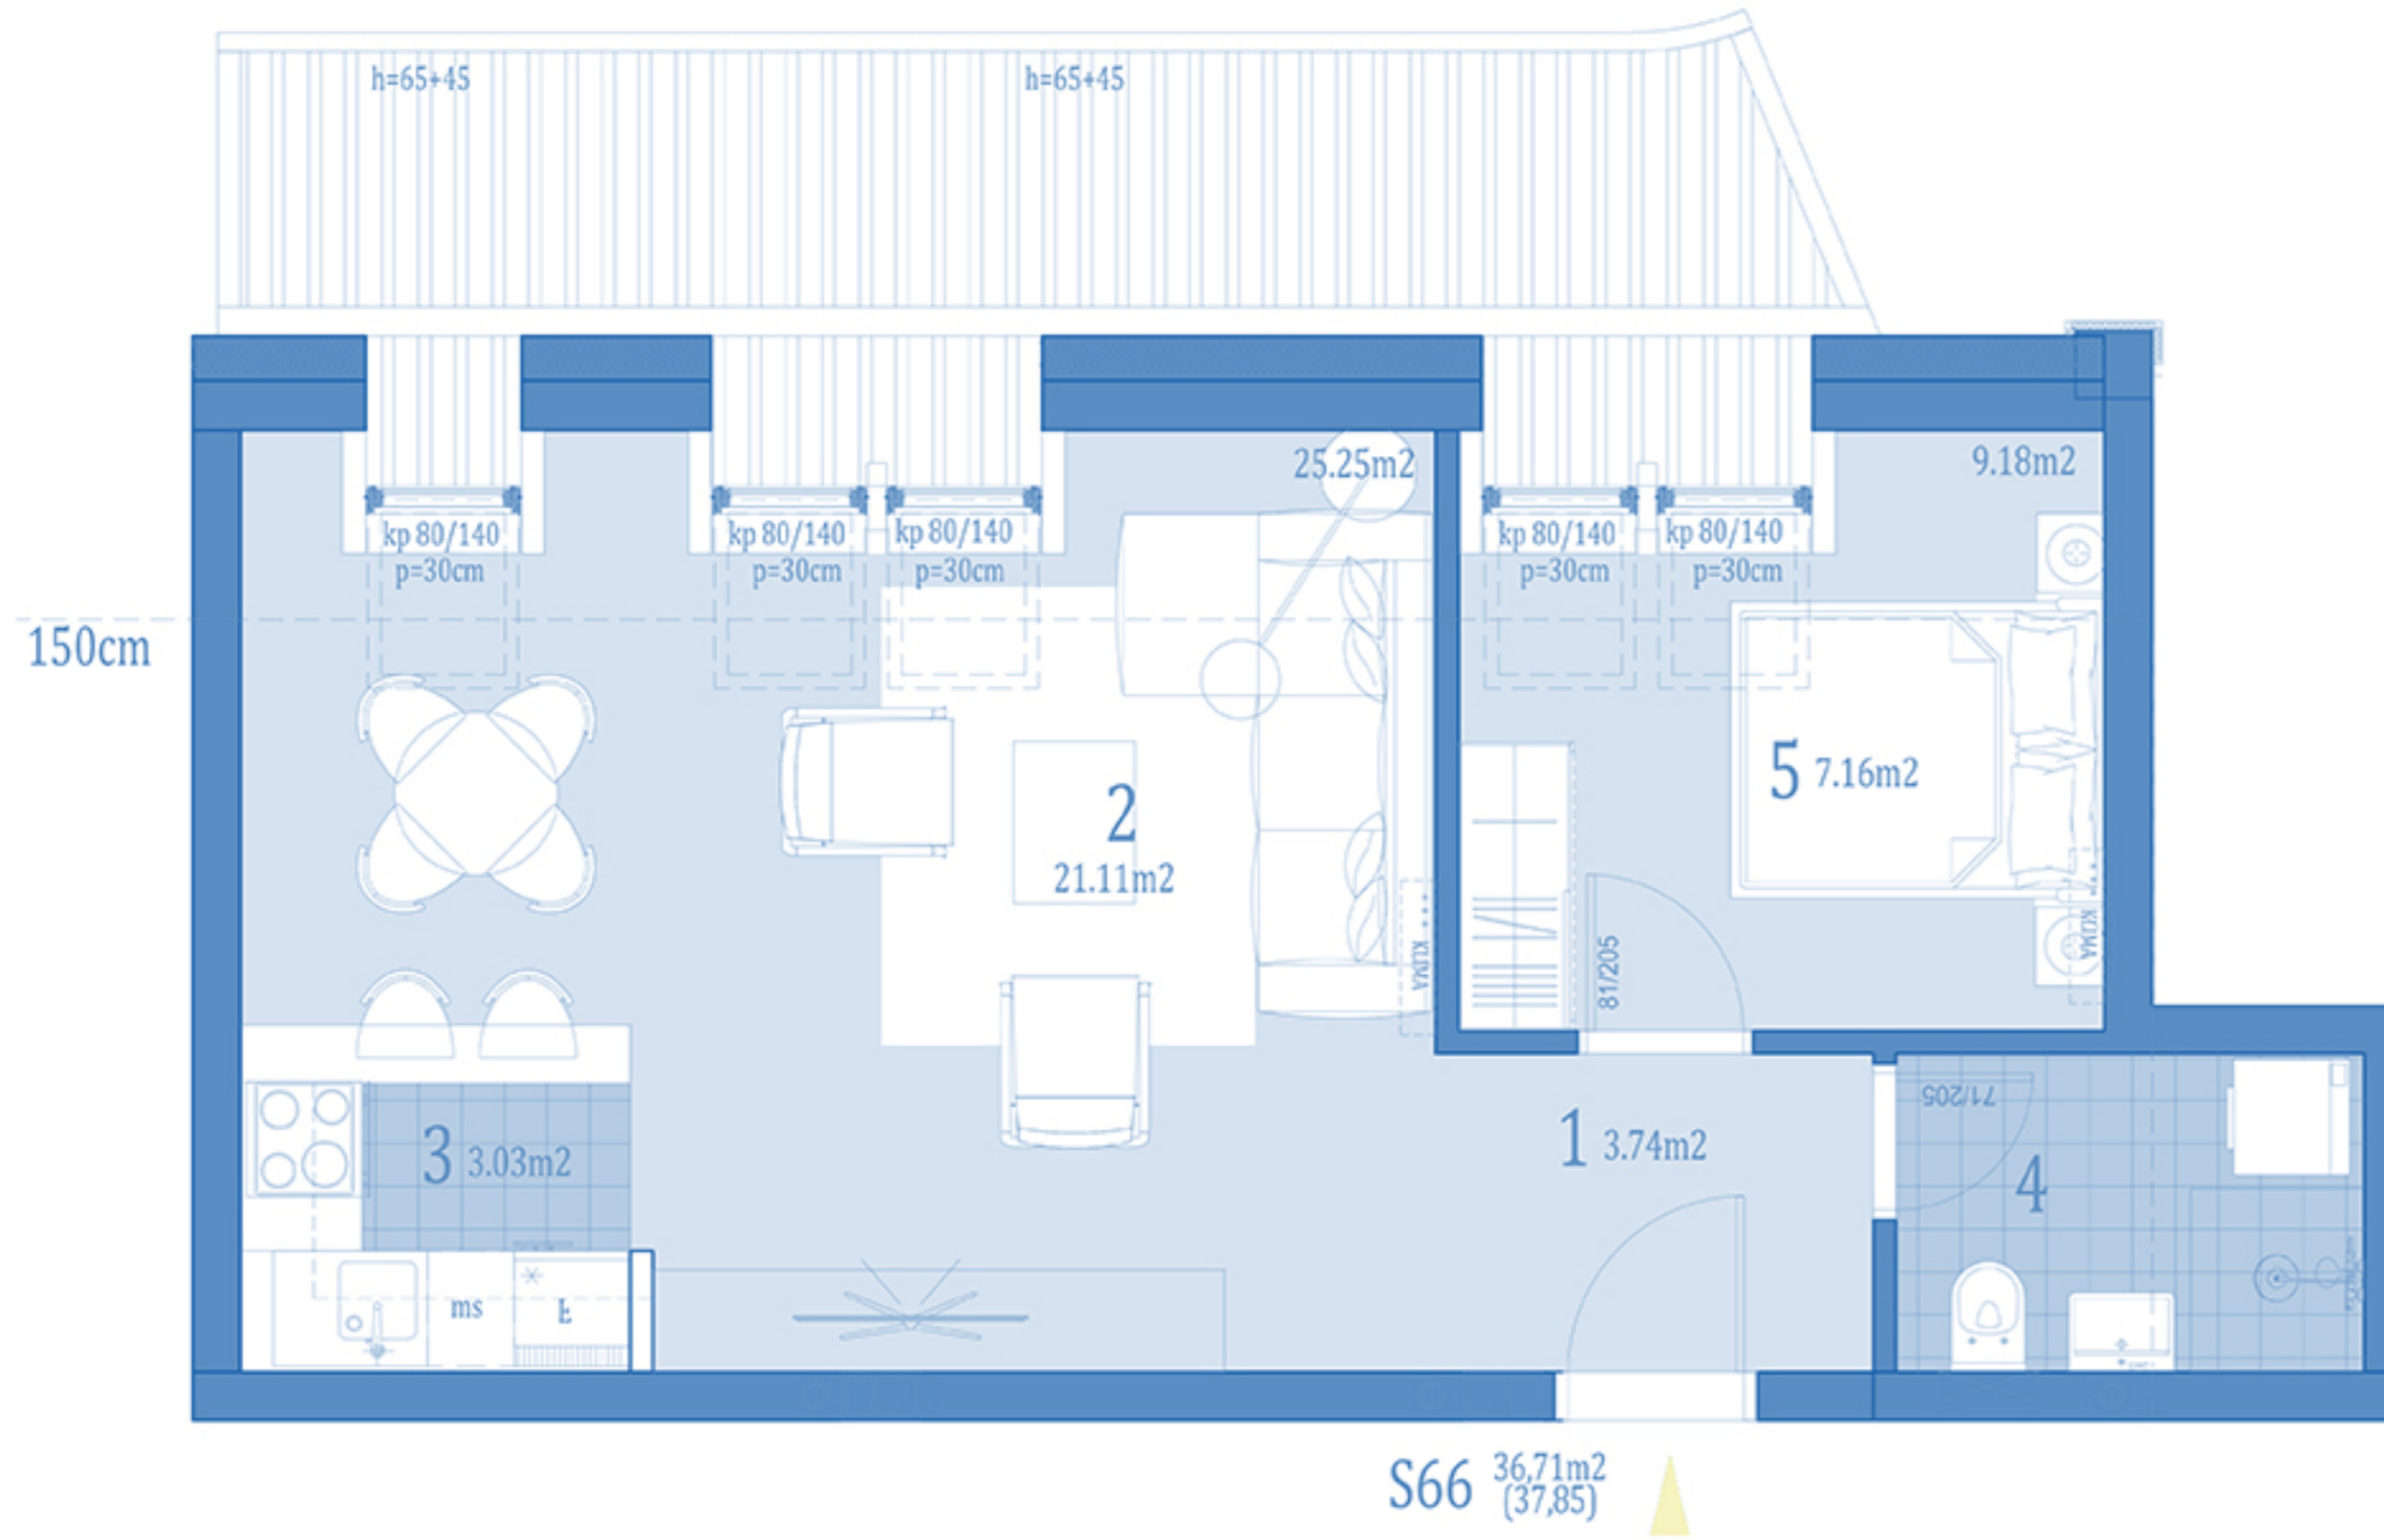 h=65+45
h=65+45
25.25m2
9.18m2
kp 80/140
p=30cm
kp 80/140
p=30cm
kp 80/140
p=30cm
kp 80/140
p=30cm
kp 80/140
p=30cm
150cm
2
21.11m2
5 7.16m2
KLIMA
KLIMA
81/205
71/205
1 3.74m2
3 3.03m2
4
ms
F
S66 36,71m2
(37,85)